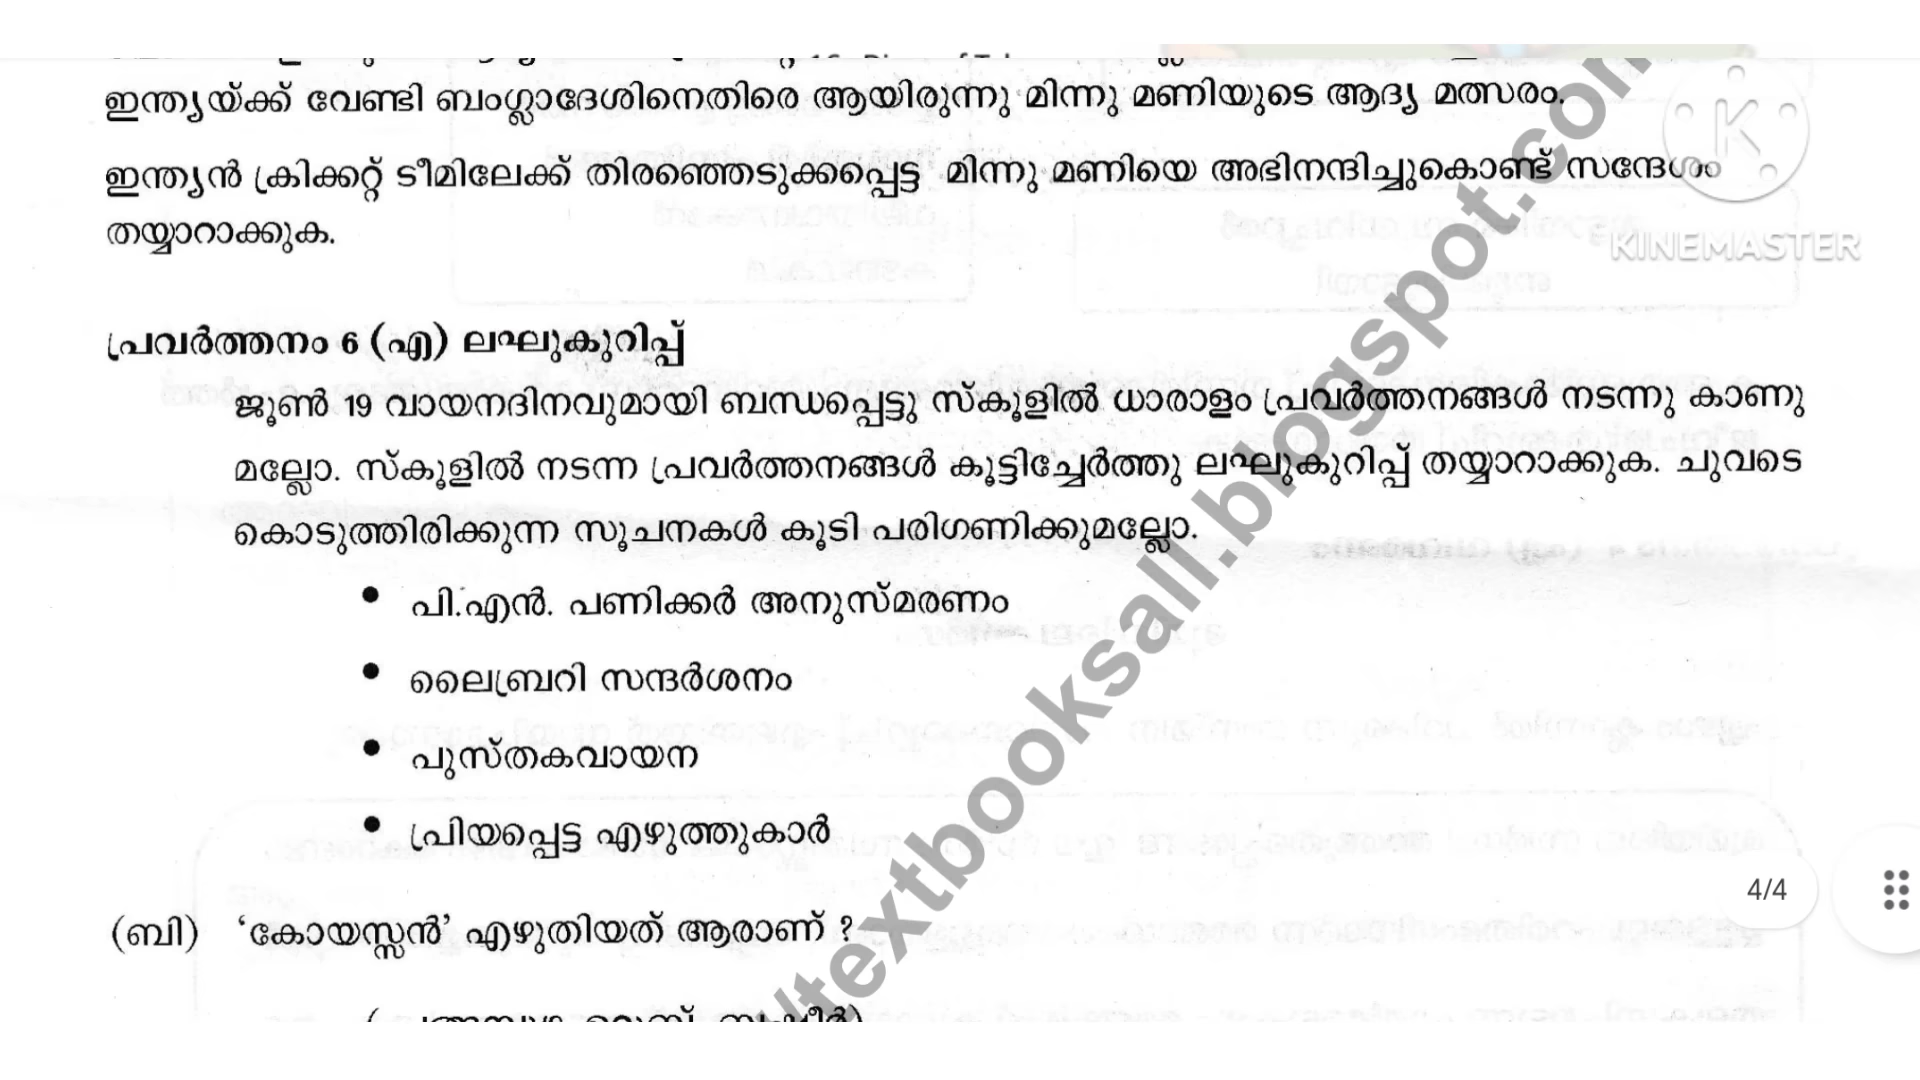 ഇന്ത്യയ്ക്ക് വേണ്ടി ബംഗ്ലാദേശിനെതിരെ ആയിരുന്നു മിന്നു മണിയുടെ ആദ്യ മത്സരം.
ഇന്ത്യൻ ക്രിക്കറ്റ് ടീമിലേക്ക് തിരഞ്ഞെടുക്കപ്പെട്ട മിന്നു മണിയെ അഭിനന്ദിച്ചുകൊണ്ട് സന്ദേശം
തയ്യാറാക്കുക.
K
KINEMASTER
പ്രവർത്തനം 6 (എ) ലഘുകുറിപ്പ്
ജൂൺ 19 വായനദിനവുമായി ബന്ധപ്പെട്ടു സ്കൂളിൽ ധാരാളം പ്രവർത്തനങ്ങൾ നടന്നു കാണു
മല്ലോ. സ്കൂളിൽ നടന്ന പ്രവർത്തനങ്ങൾ കൂട്ടിച്ചേർത്തു ലഘുകുറിപ്പ് തയ്യാറാക്കുക. ചുവടെ
കൊടുത്തിരിക്കുന്ന സൂചനകൾ കൂടി പരിഗണിക്കുമല്ലോ.
• പി.എൻ. പണിക്കർ അനുസ്മരണം
• ലൈബ്രറി സന്ദർശനം
• പുസ്തകവായന
• പ്രിയപ്പെട്ട എഴുത്തുകാർ
4/4
(ബി) ‘കോയസ്സൻ’ എഴുതിയത് ആരാണ് ?
/textbooksall.blogspot.com